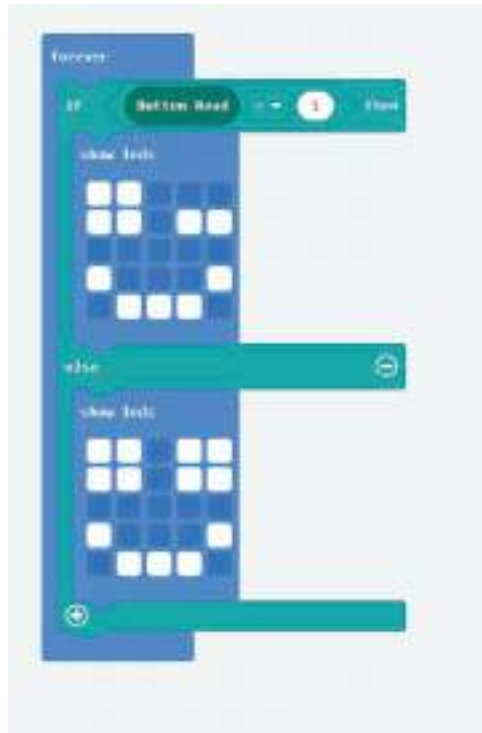 forever
if Button Read = 1 then
show leds
else
show leds